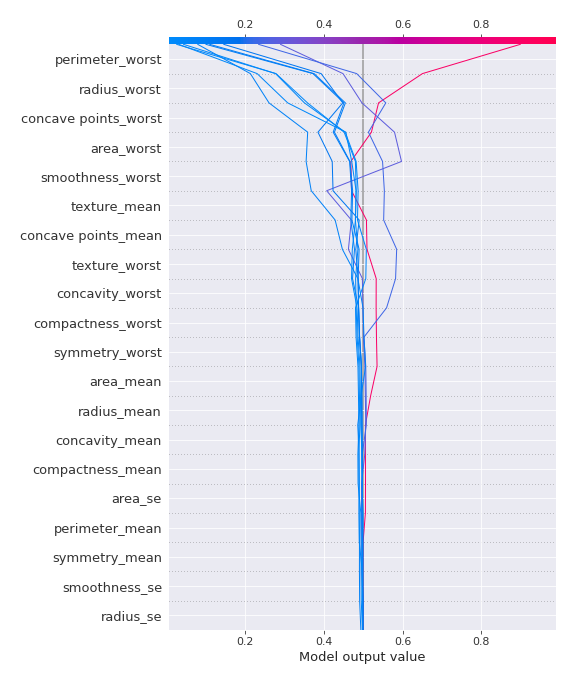 0.2 0.4 0.6 0.8
perimeter_worst
radius_worst
concave points_worst
area_worst
smoothness_worst
texture_mean
concave points_mean
texture_worst
concavity_worst
compactness_worst
symmetry_worst
area_mean
radius_mean
concavity_mean
compactness_mean
area_se
perimeter_mean
symmetry_mean
smoothness_se
radius_se
0.2 0.4 0.6 0.8
Model output value